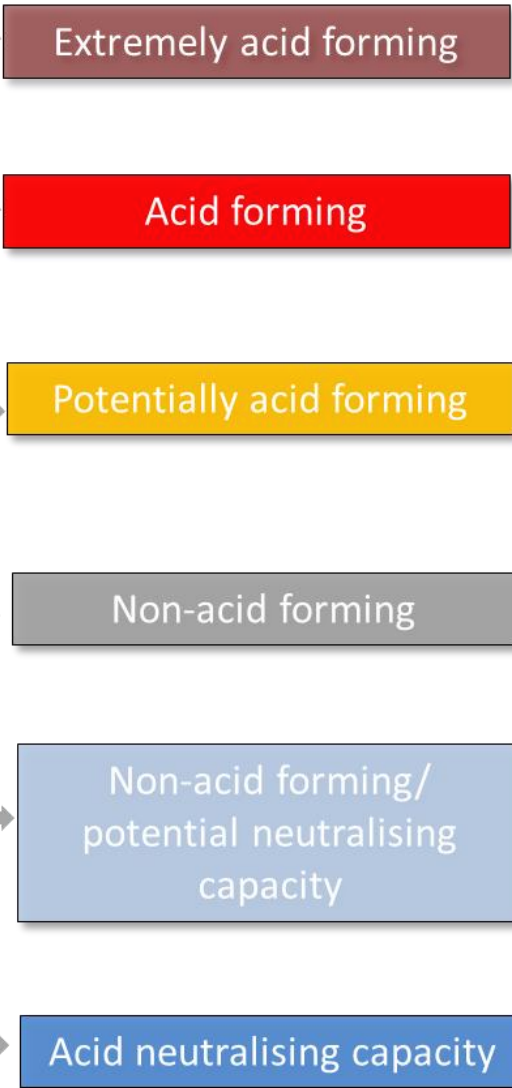 Extremely acid forming
Acid forming
Potentially acid forming
Non-acid forming
Non-acid forming/
potential neutralising
capacity
Acid neutralising capacity